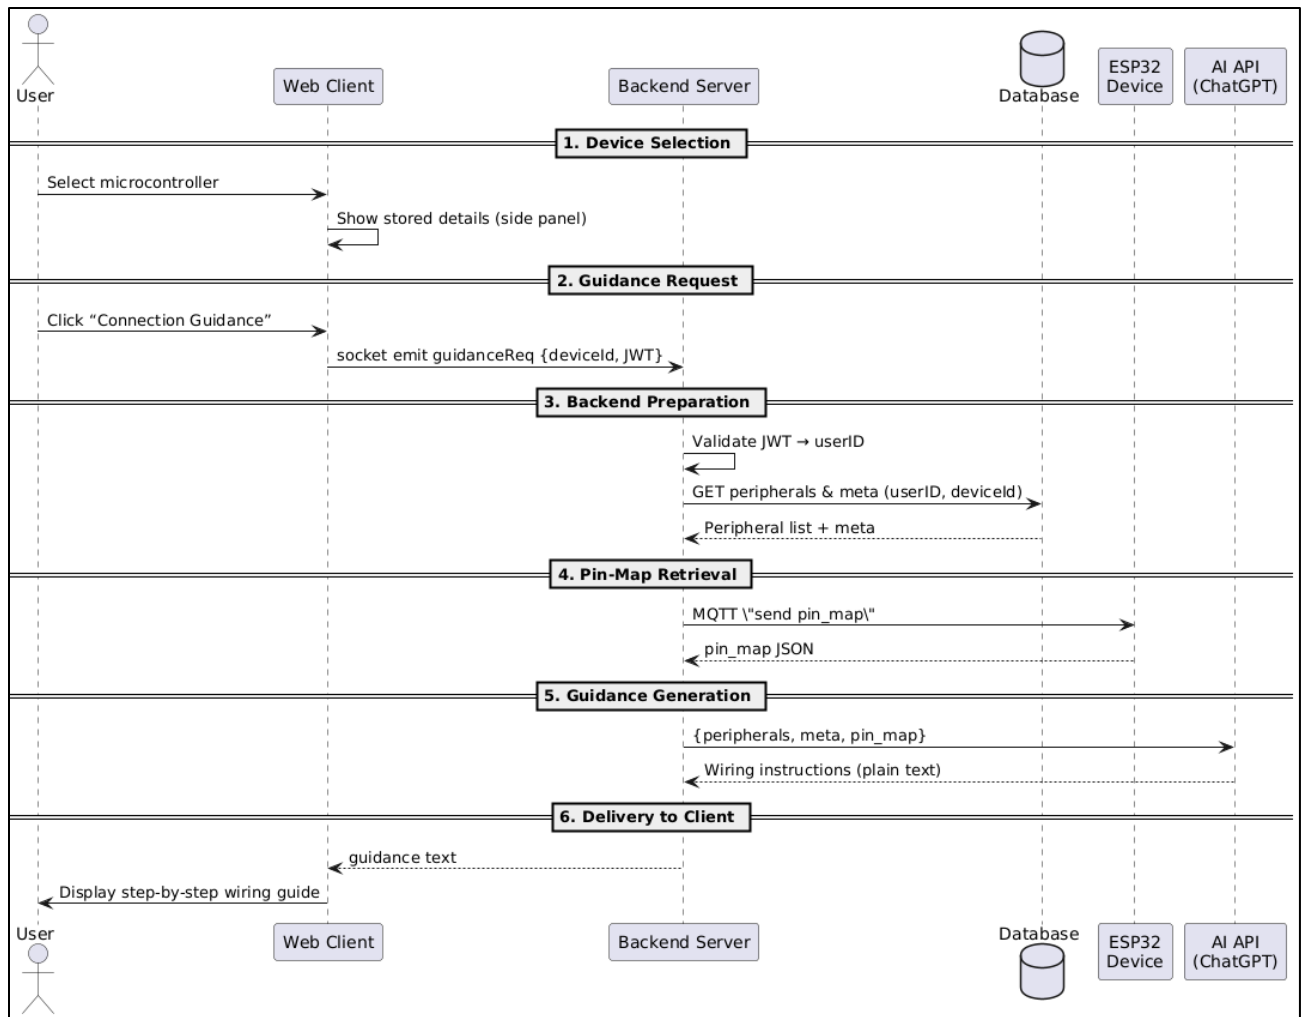 User
Web Client
Backend Server
Database
ESP32
Device
AI API
(ChatGPT)
1. Device Selection
Select microcontroller
Show stored details (side panel)
2. Guidance Request
Click “Connection Guidance”
socket emit guidanceReq {deviceId, JWT}
3. Backend Preparation
Validate JWT → userID
GET peripherals & meta (userID, deviceId)
Peripheral list + meta
4. Pin-Map Retrieval
MQTT \"send pin_map\"
pin_map JSON
5. Guidance Generation
{peripherals, meta, pin_map}
Wiring instructions (plain text)
6. Delivery to Client
guidance text
Display step-by-step wiring guide
User
Web Client
Backend Server
Database
ESP32
Device
AI API
(ChatGPT)